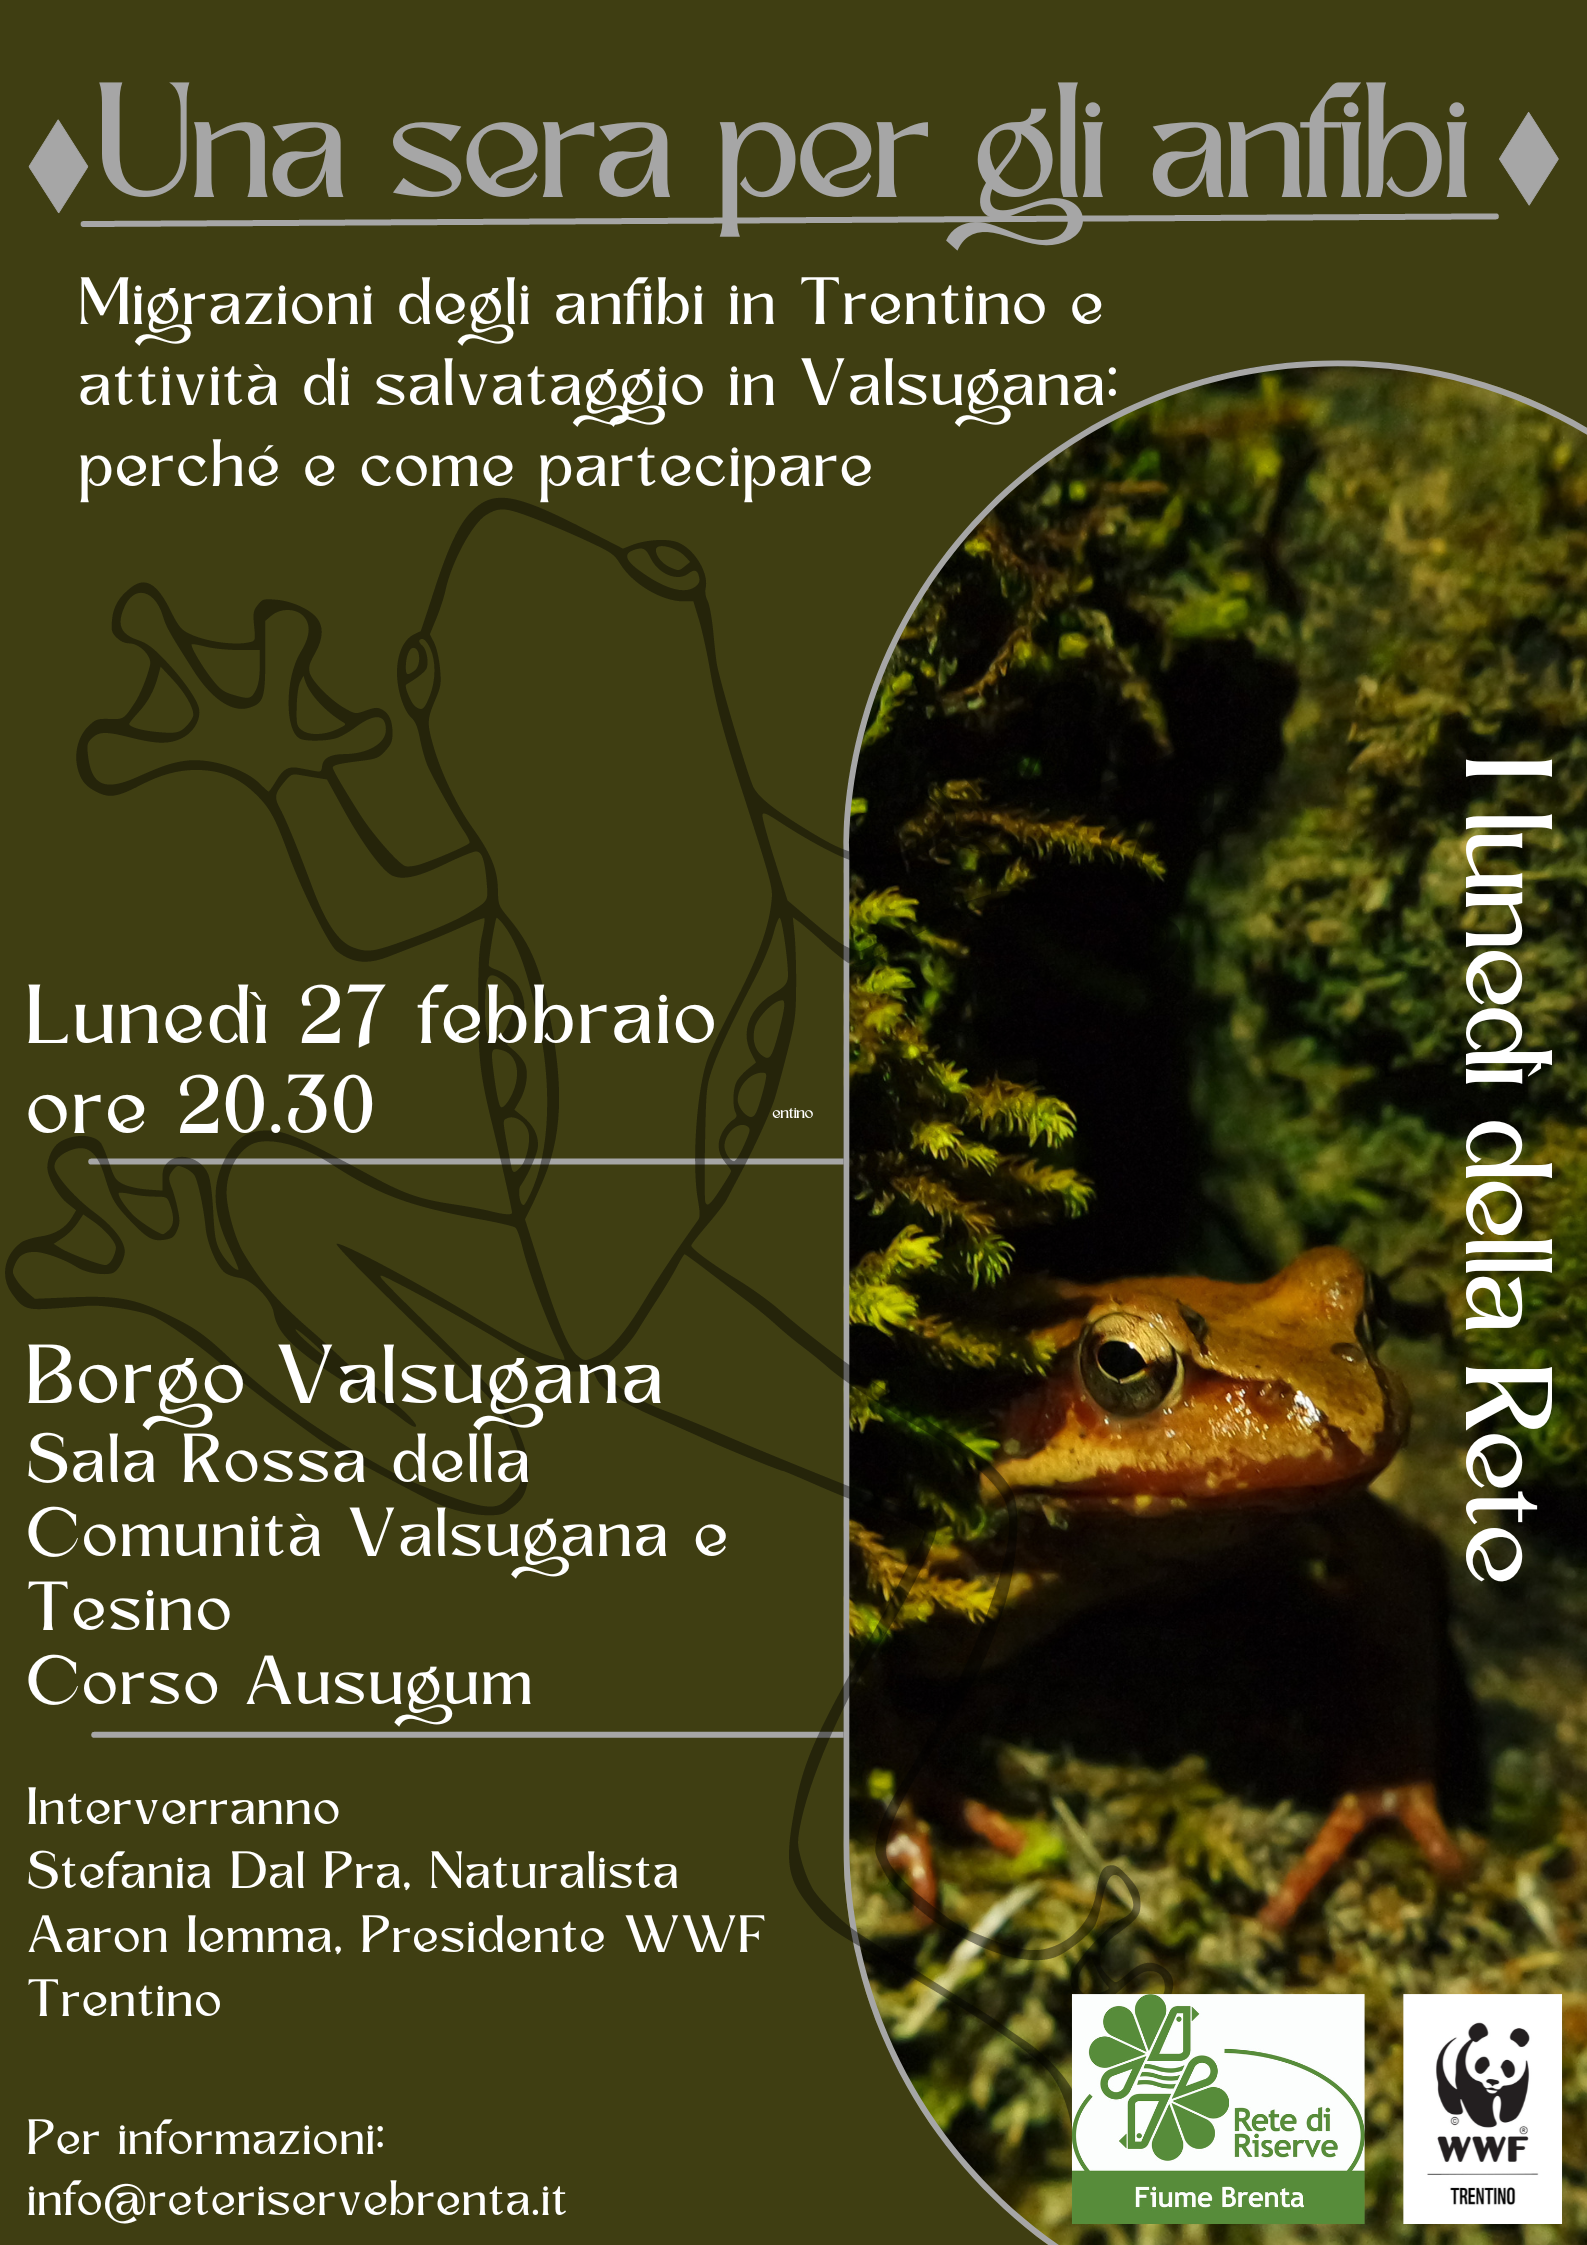 Una sera per gli anfibi
Migrazioni degli anfibi in Trentino e
attività di salvataggio in Valsugana:
perché e come partecipare
Lunedì 27 febbraio
ore 20.30
entino
Borgo Valsugana
Sala Rossa della
Comunità Valsugana e
Tesino
Corso Ausugum
Interverranno
Stefania Dal Pra, Naturalista
Aaron Iemma, Presidente WWF
Trentino
Per informazioni:
info@reteriservebrenta.it
I lunedì della Rete
Rete di
Riserve
Fiume Brenta
©
®
WWF
TRENTINO